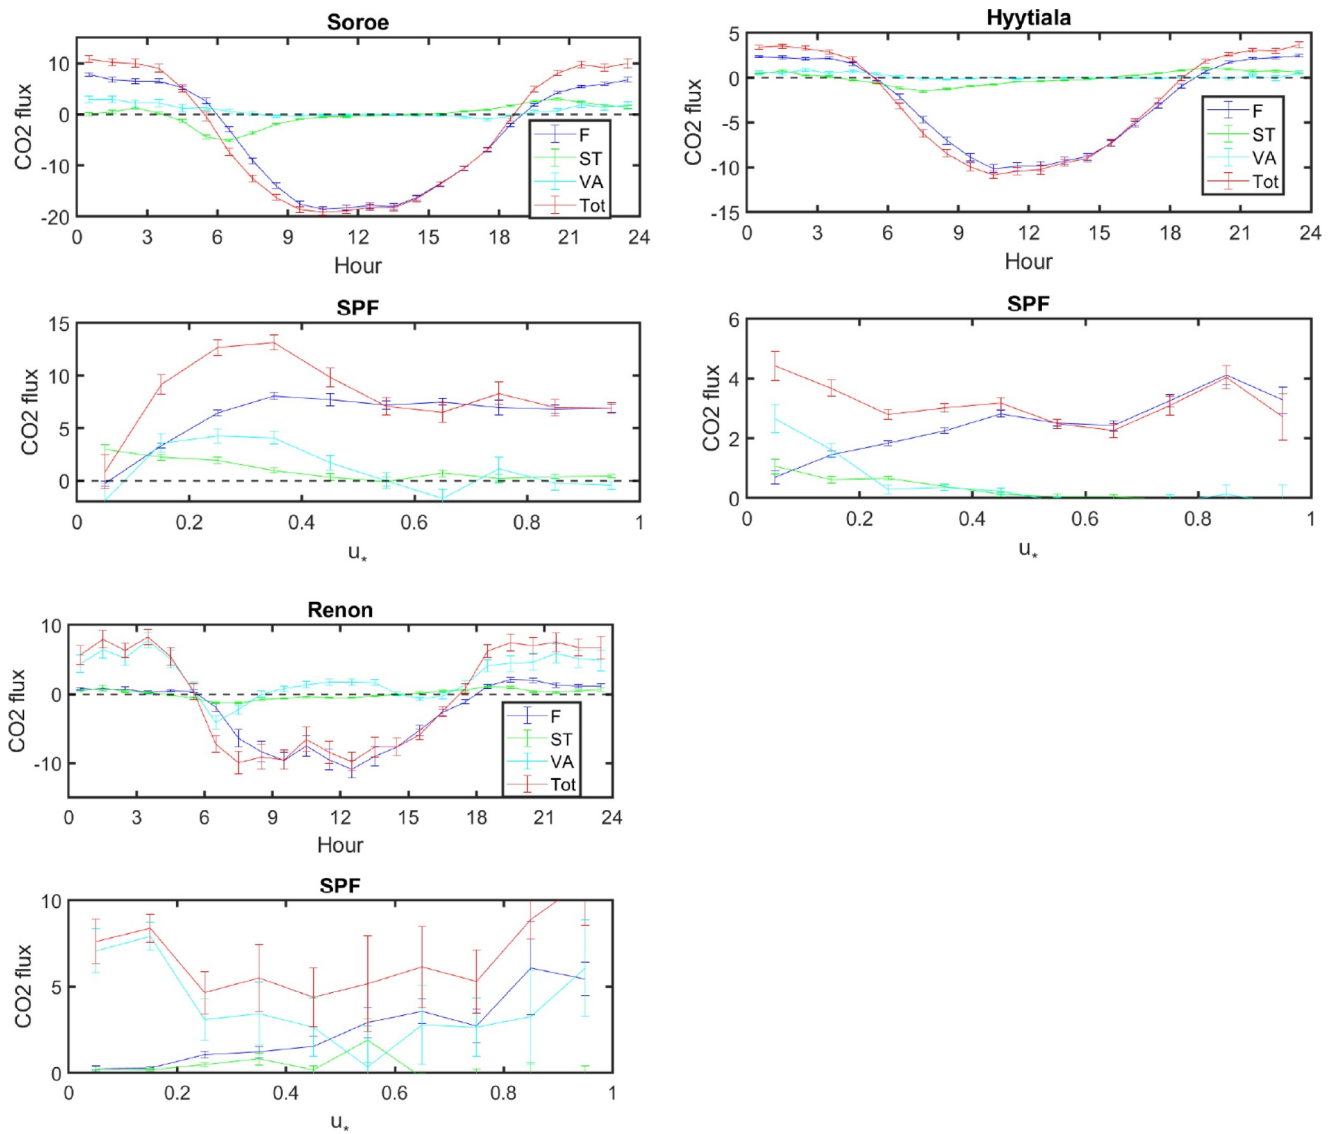 Soroe
10
0
-10
-20
CO2 flux
F
ST
VA
Tot
0 3 6 9 12 15 18 21 24
Hour
Hyytiala
5
0
-5
-10
-15
CO2 flux
F
ST
VA
Tot
0 3 6 9 12 15 18 21 24
Hour
SPF
15
10
5
0
CO2 flux
0 0.2 0.4 0.6 0.8 1
u*
SPF
6
4
2
0
CO2 flux
0 0.2 0.4 0.6 0.8 1
u*
Renon
10
0
-10
CO2 flux
F
ST
VA
Tot
0 3 6 9 12 15 18 21 24
Hour
SPF
10
5
0
CO2 flux
0 0.2 0.4 0.6 0.8 1
u*